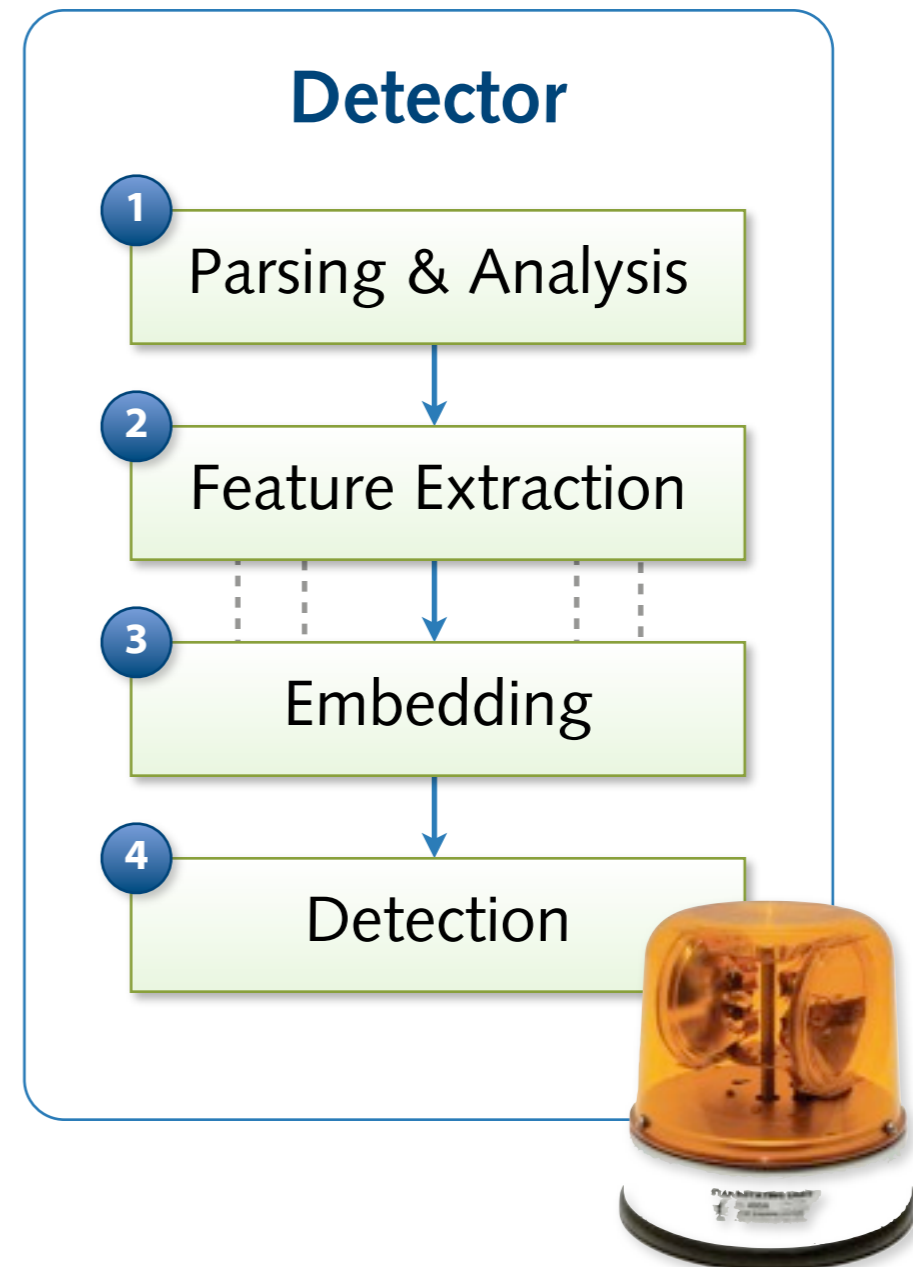 Detector
1
Parsing & Analysis
2
Feature Extraction
3
Embedding
4
Detection